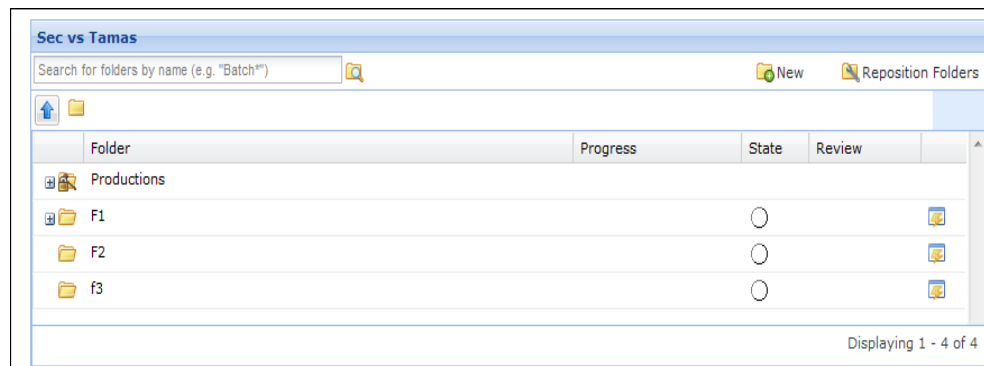 Sec vs Tamas
Search for folders by name (e.g. "Batch*")
New
Reposition Folders
Folder Progress State Review
Productions
F1
F2
f3
Displaying 1 - 4 of 4